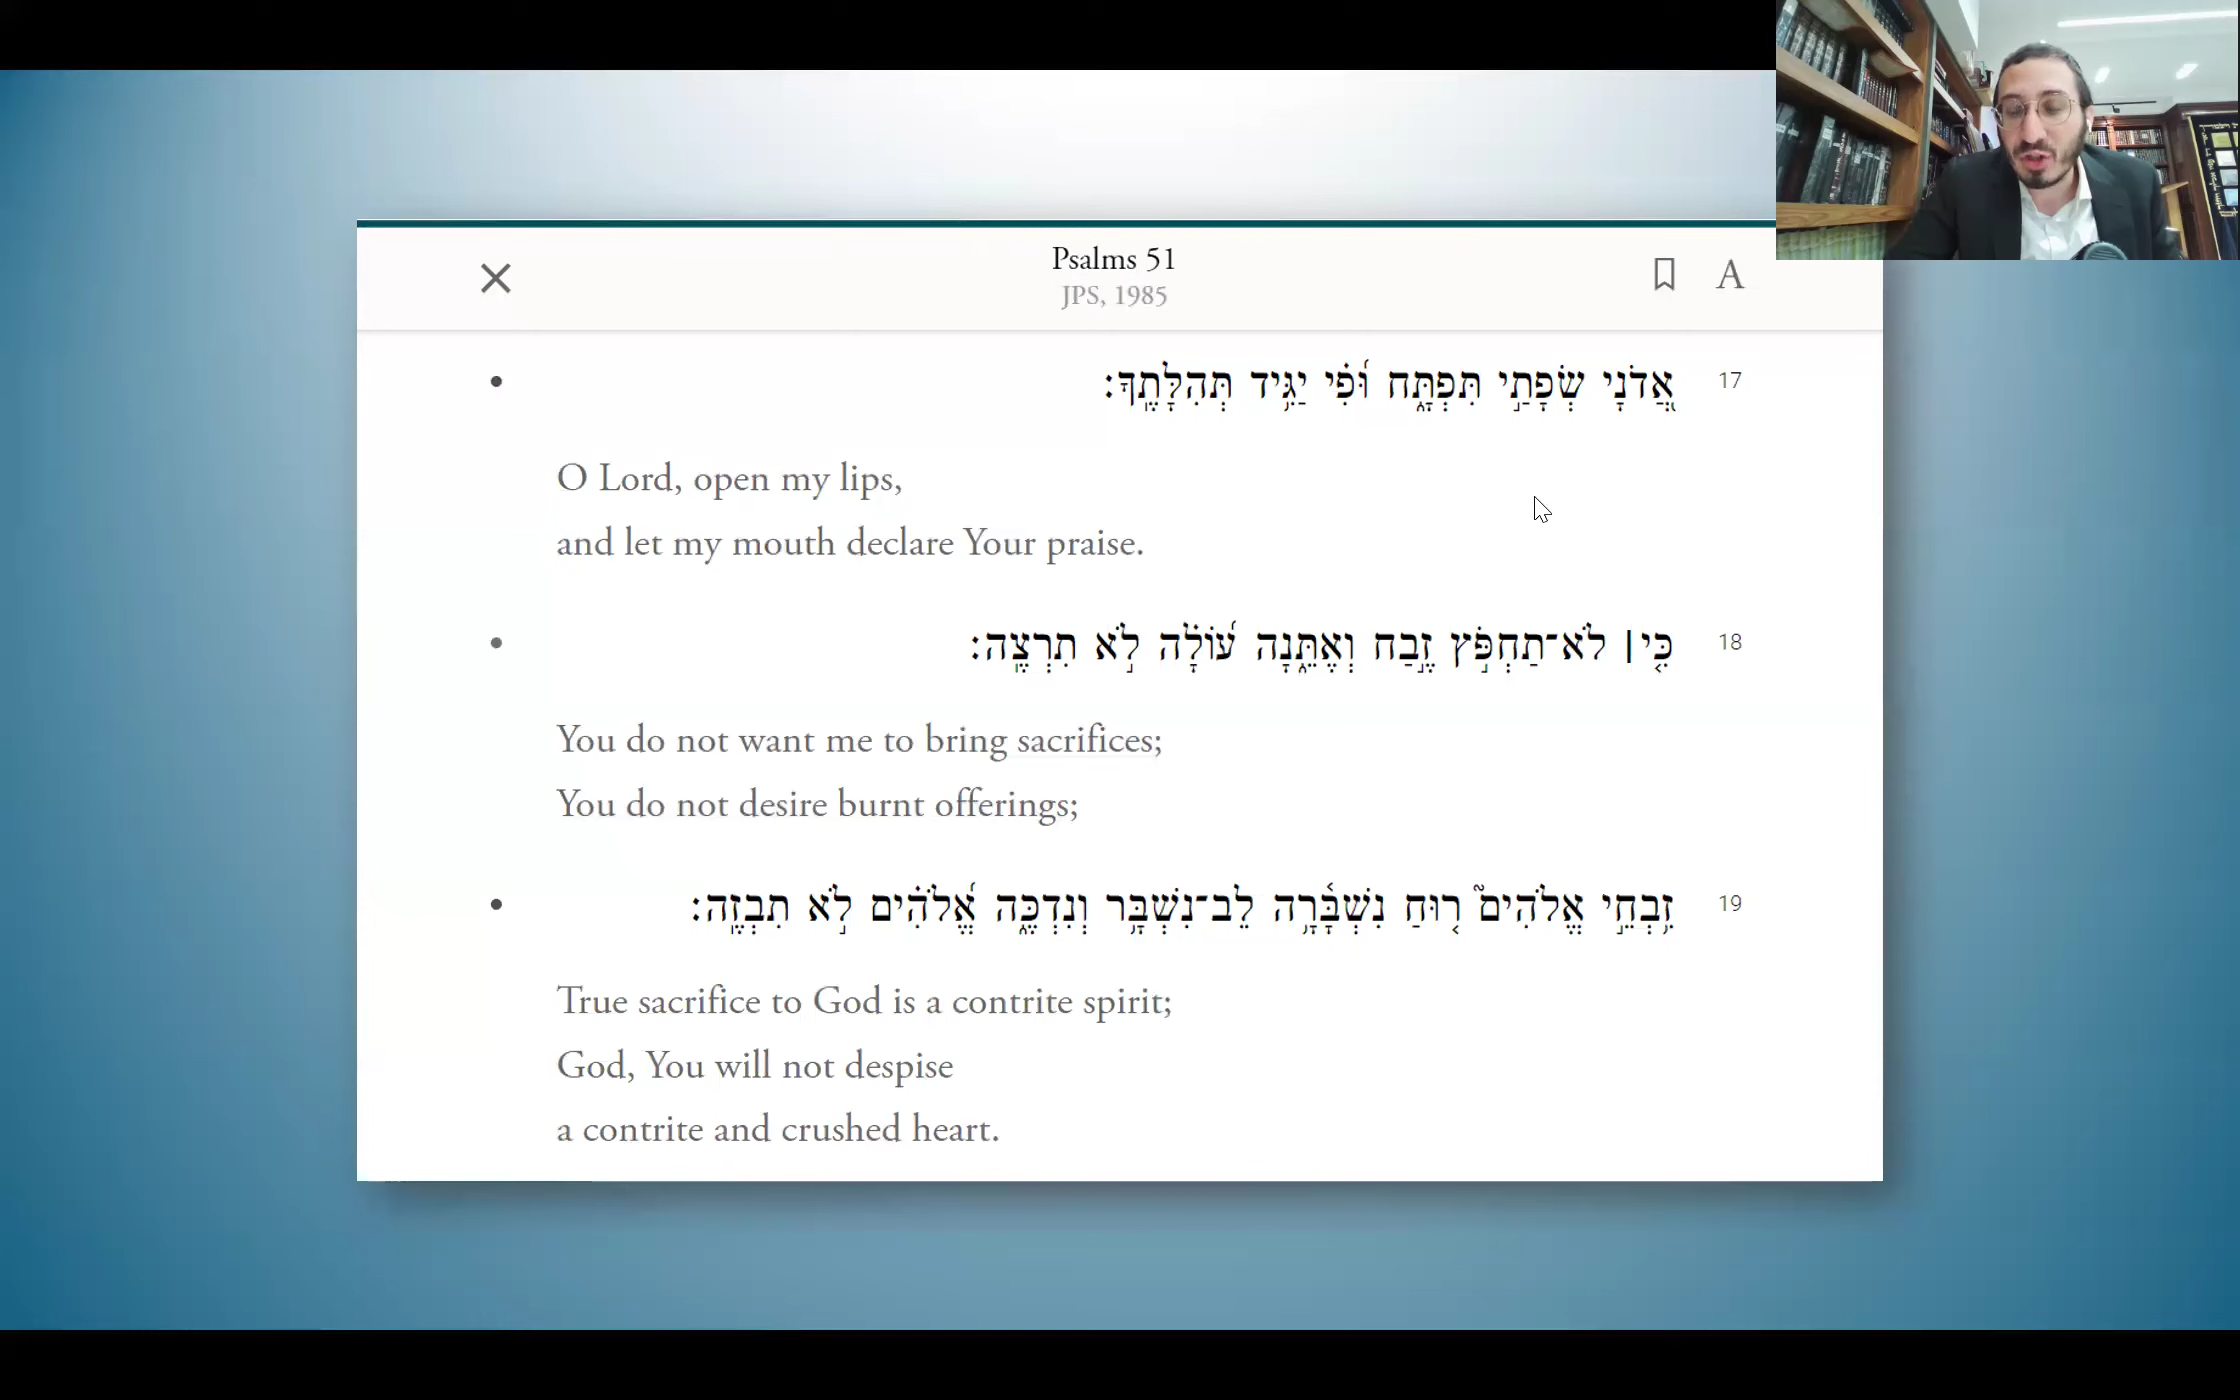 Psalms 51
JPS, 1985
A
17
אֲ֭דֹנָי שְׂפָתַ֣י תִּפְתָּ֑ח וּ֝פִ֗י יַגִּ֥יד תְּהִלָּתֶֽךָ׃
O Lord, open my lips,
and let my mouth declare Your praise.
18
כִּ֤י ׀ לֹא־תַחְפֹּ֣ץ זֶ֣בַח וְאֶתֵּ֑נָה ע֝וֹלָ֗ה לֹ֣א תִרְצֶֽה׃
You do not want me to bring sacrifices;
You do not desire burnt offerings;
19
זִ֥בְחֵ֣י אֱלֹהִים֮ ר֤וּחַ נִשְׁבָּ֫רָ֥ה לֵב־נִשְׁבָּ֥ר וְנִדְכֶּ֑ה אֱ֝לֹהִ֗ים לֹ֣א תִבְזֶֽה׃
True sacrifice to God is a contrite spirit;
God, You will not despise
a contrite and crushed heart.